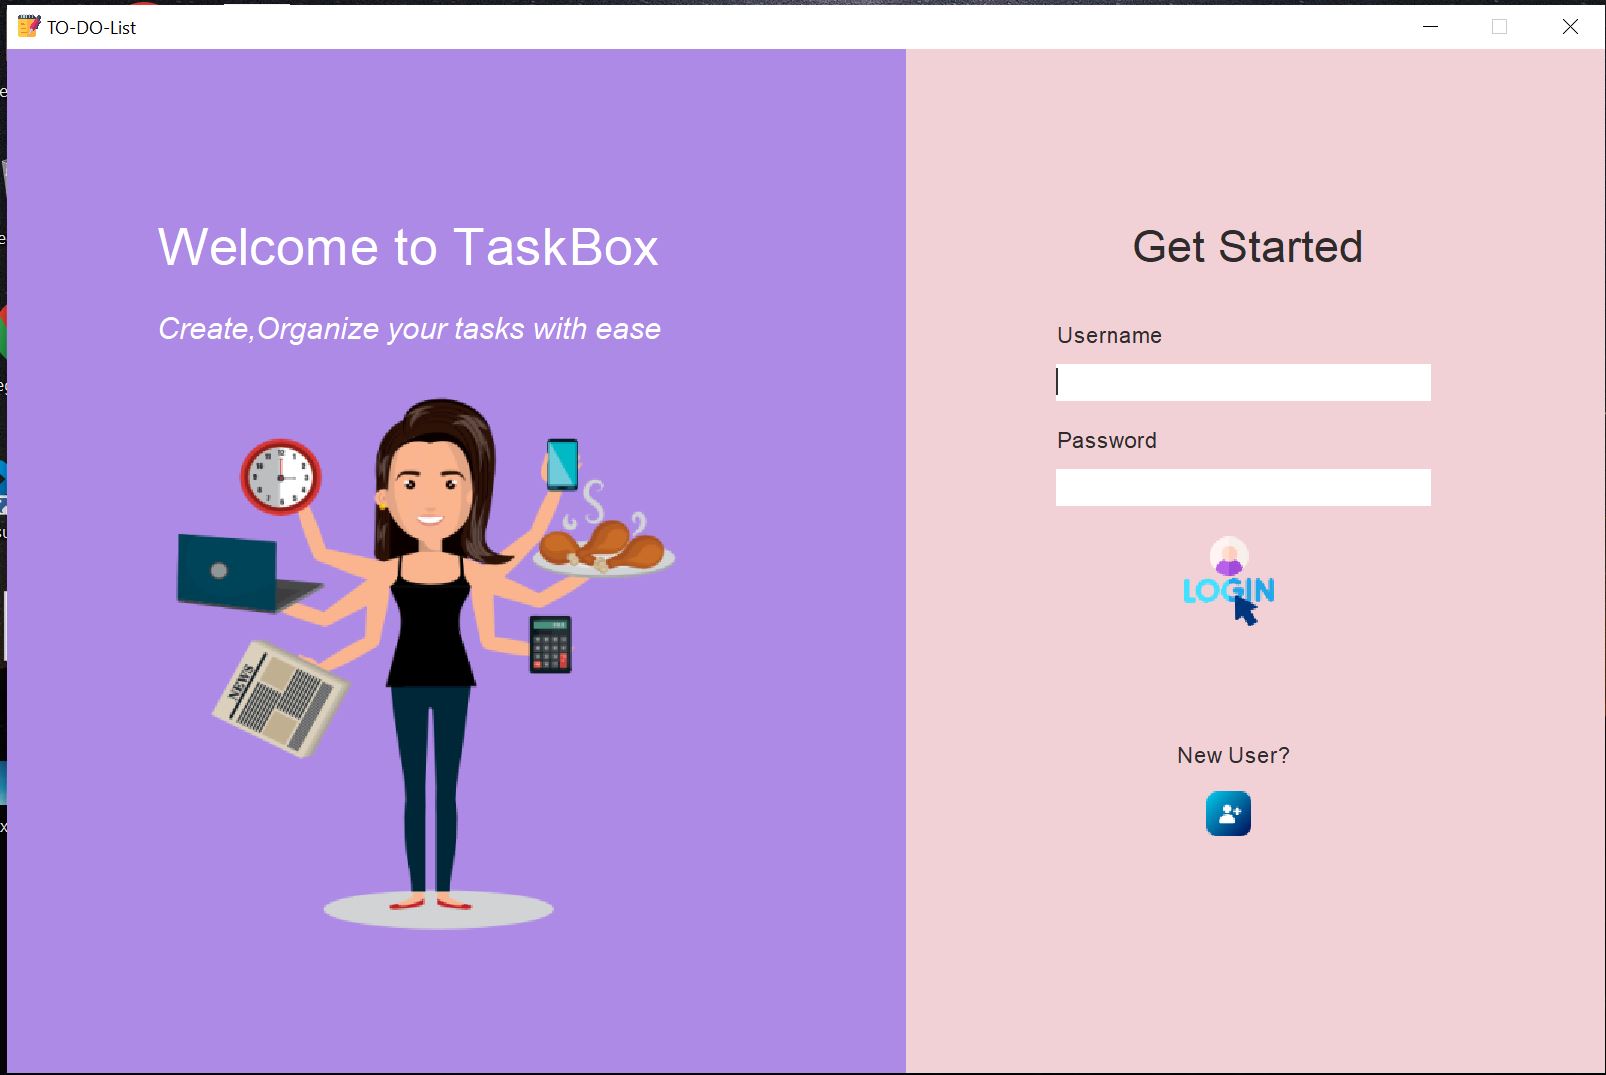 TO-DO-List
Welcome to TaskBox
Create,Organize your tasks with ease
NEWS
Get Started
Username
Password
LOGIN
New User?